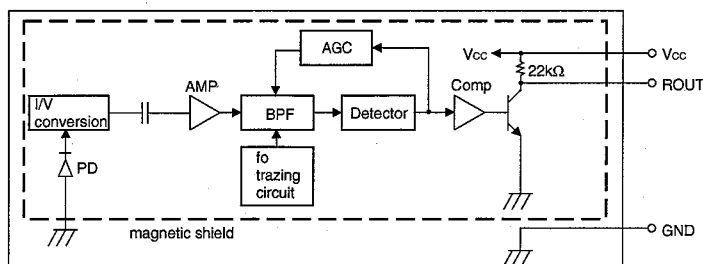 AGC
Vcc
Vcc
22kΩ
ROUT
AMP
Comp
I/V
conversion
BPF
Detector
PD
fo
trazing
circuit
magnetic shield
GND